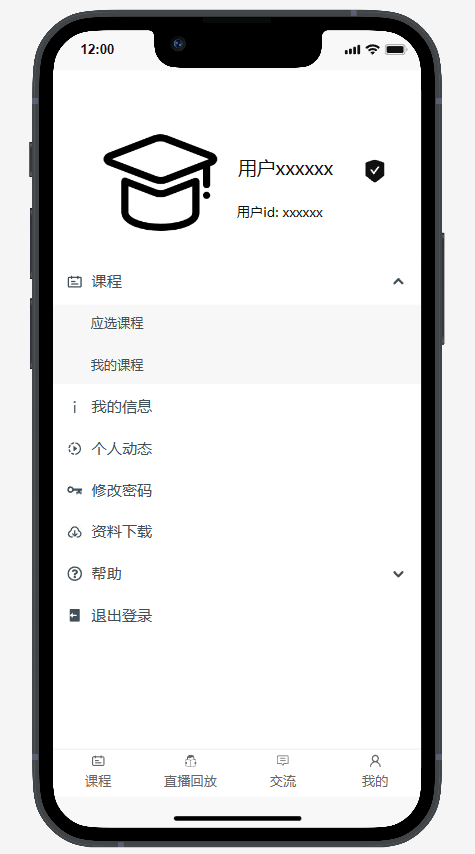 12:00
用户xxxxxx
用户id: xxxxxx
课程
应选课程
我的课程
我的信息
个人动态
修改密码
资料下载
帮助
退出登录
课程 直播回放 交流 我的